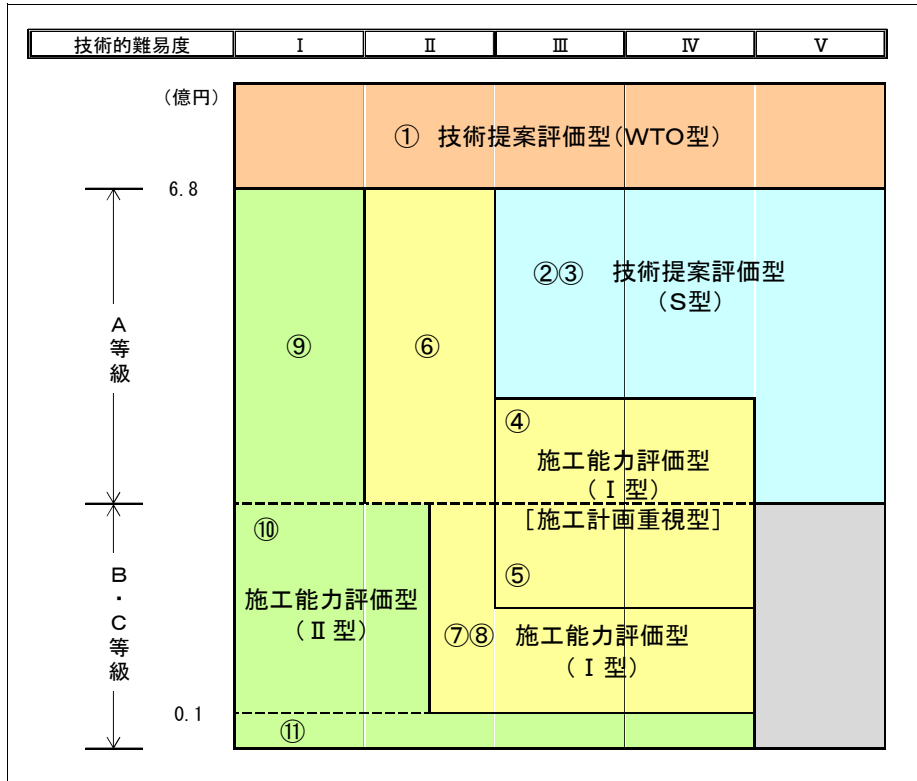 技術的難易度 Ⅰ Ⅱ Ⅲ Ⅳ Ⅴ
(億円)
① 技術提案評価型(WTO型)
6.8
②③ 技術提案評価型
(S型)
A等級
⑨
⑥
④
施工能力評価型
(Ⅰ型)
[施工計画重視型]
⑩
⑤
B・C等級
施工能力評価型
(Ⅱ型)
⑦⑧ 施工能力評価型
(Ⅰ型)
0.1
⑪